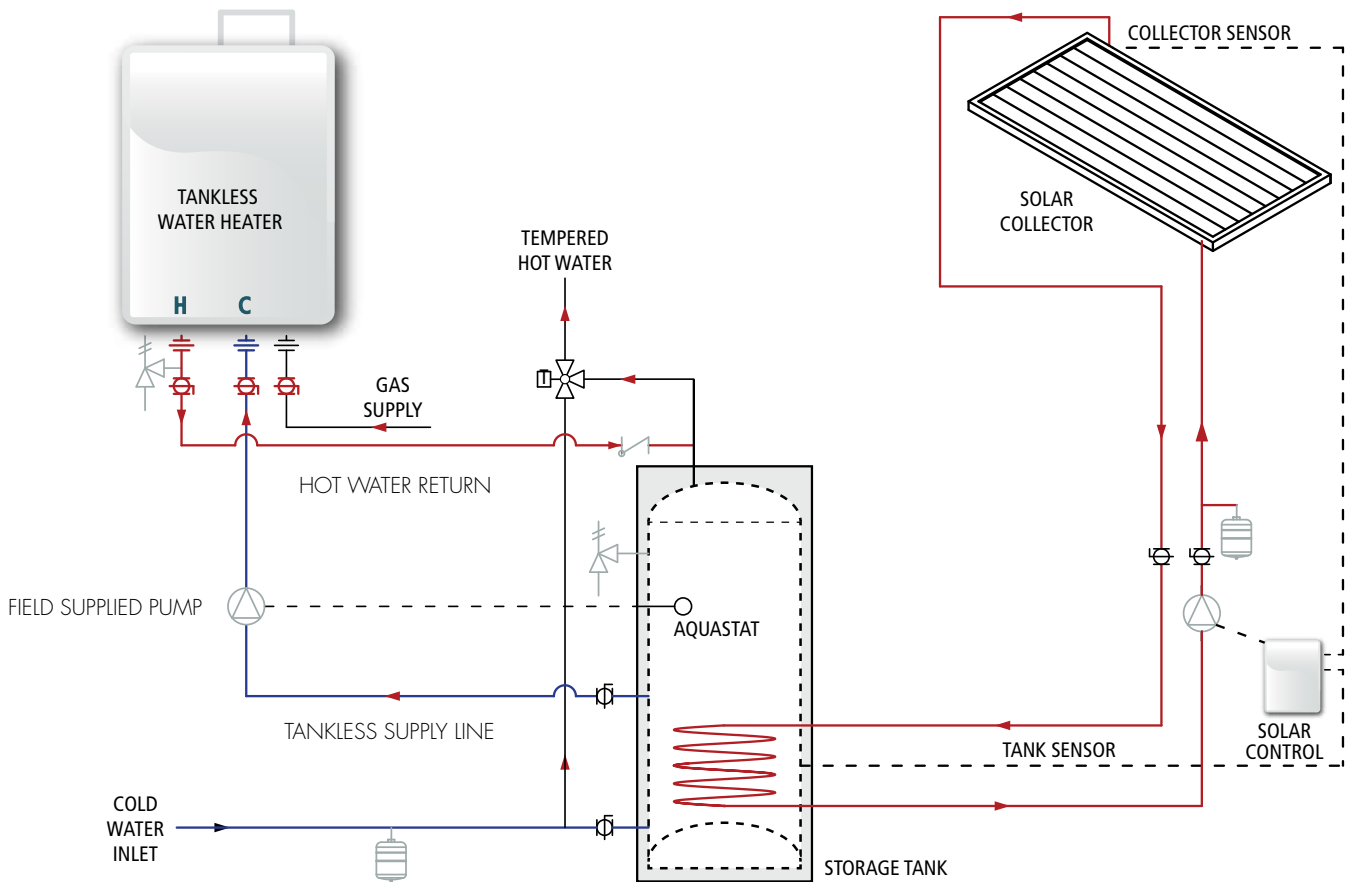 COLLECTOR SENSOR
TANKLESS
WATER HEATER
H
C
SOLAR
COLLECTOR
TEMPERED
HOT WATER
GAS
SUPPLY
HOT WATER RETURN
FIELD SUPPLIED PUMP
AQUASTAT
TANKLESS SUPPLY LINE
TANK SENSOR
SOLAR
CONTROL
COLD
WATER
INLET
STORAGE TANK